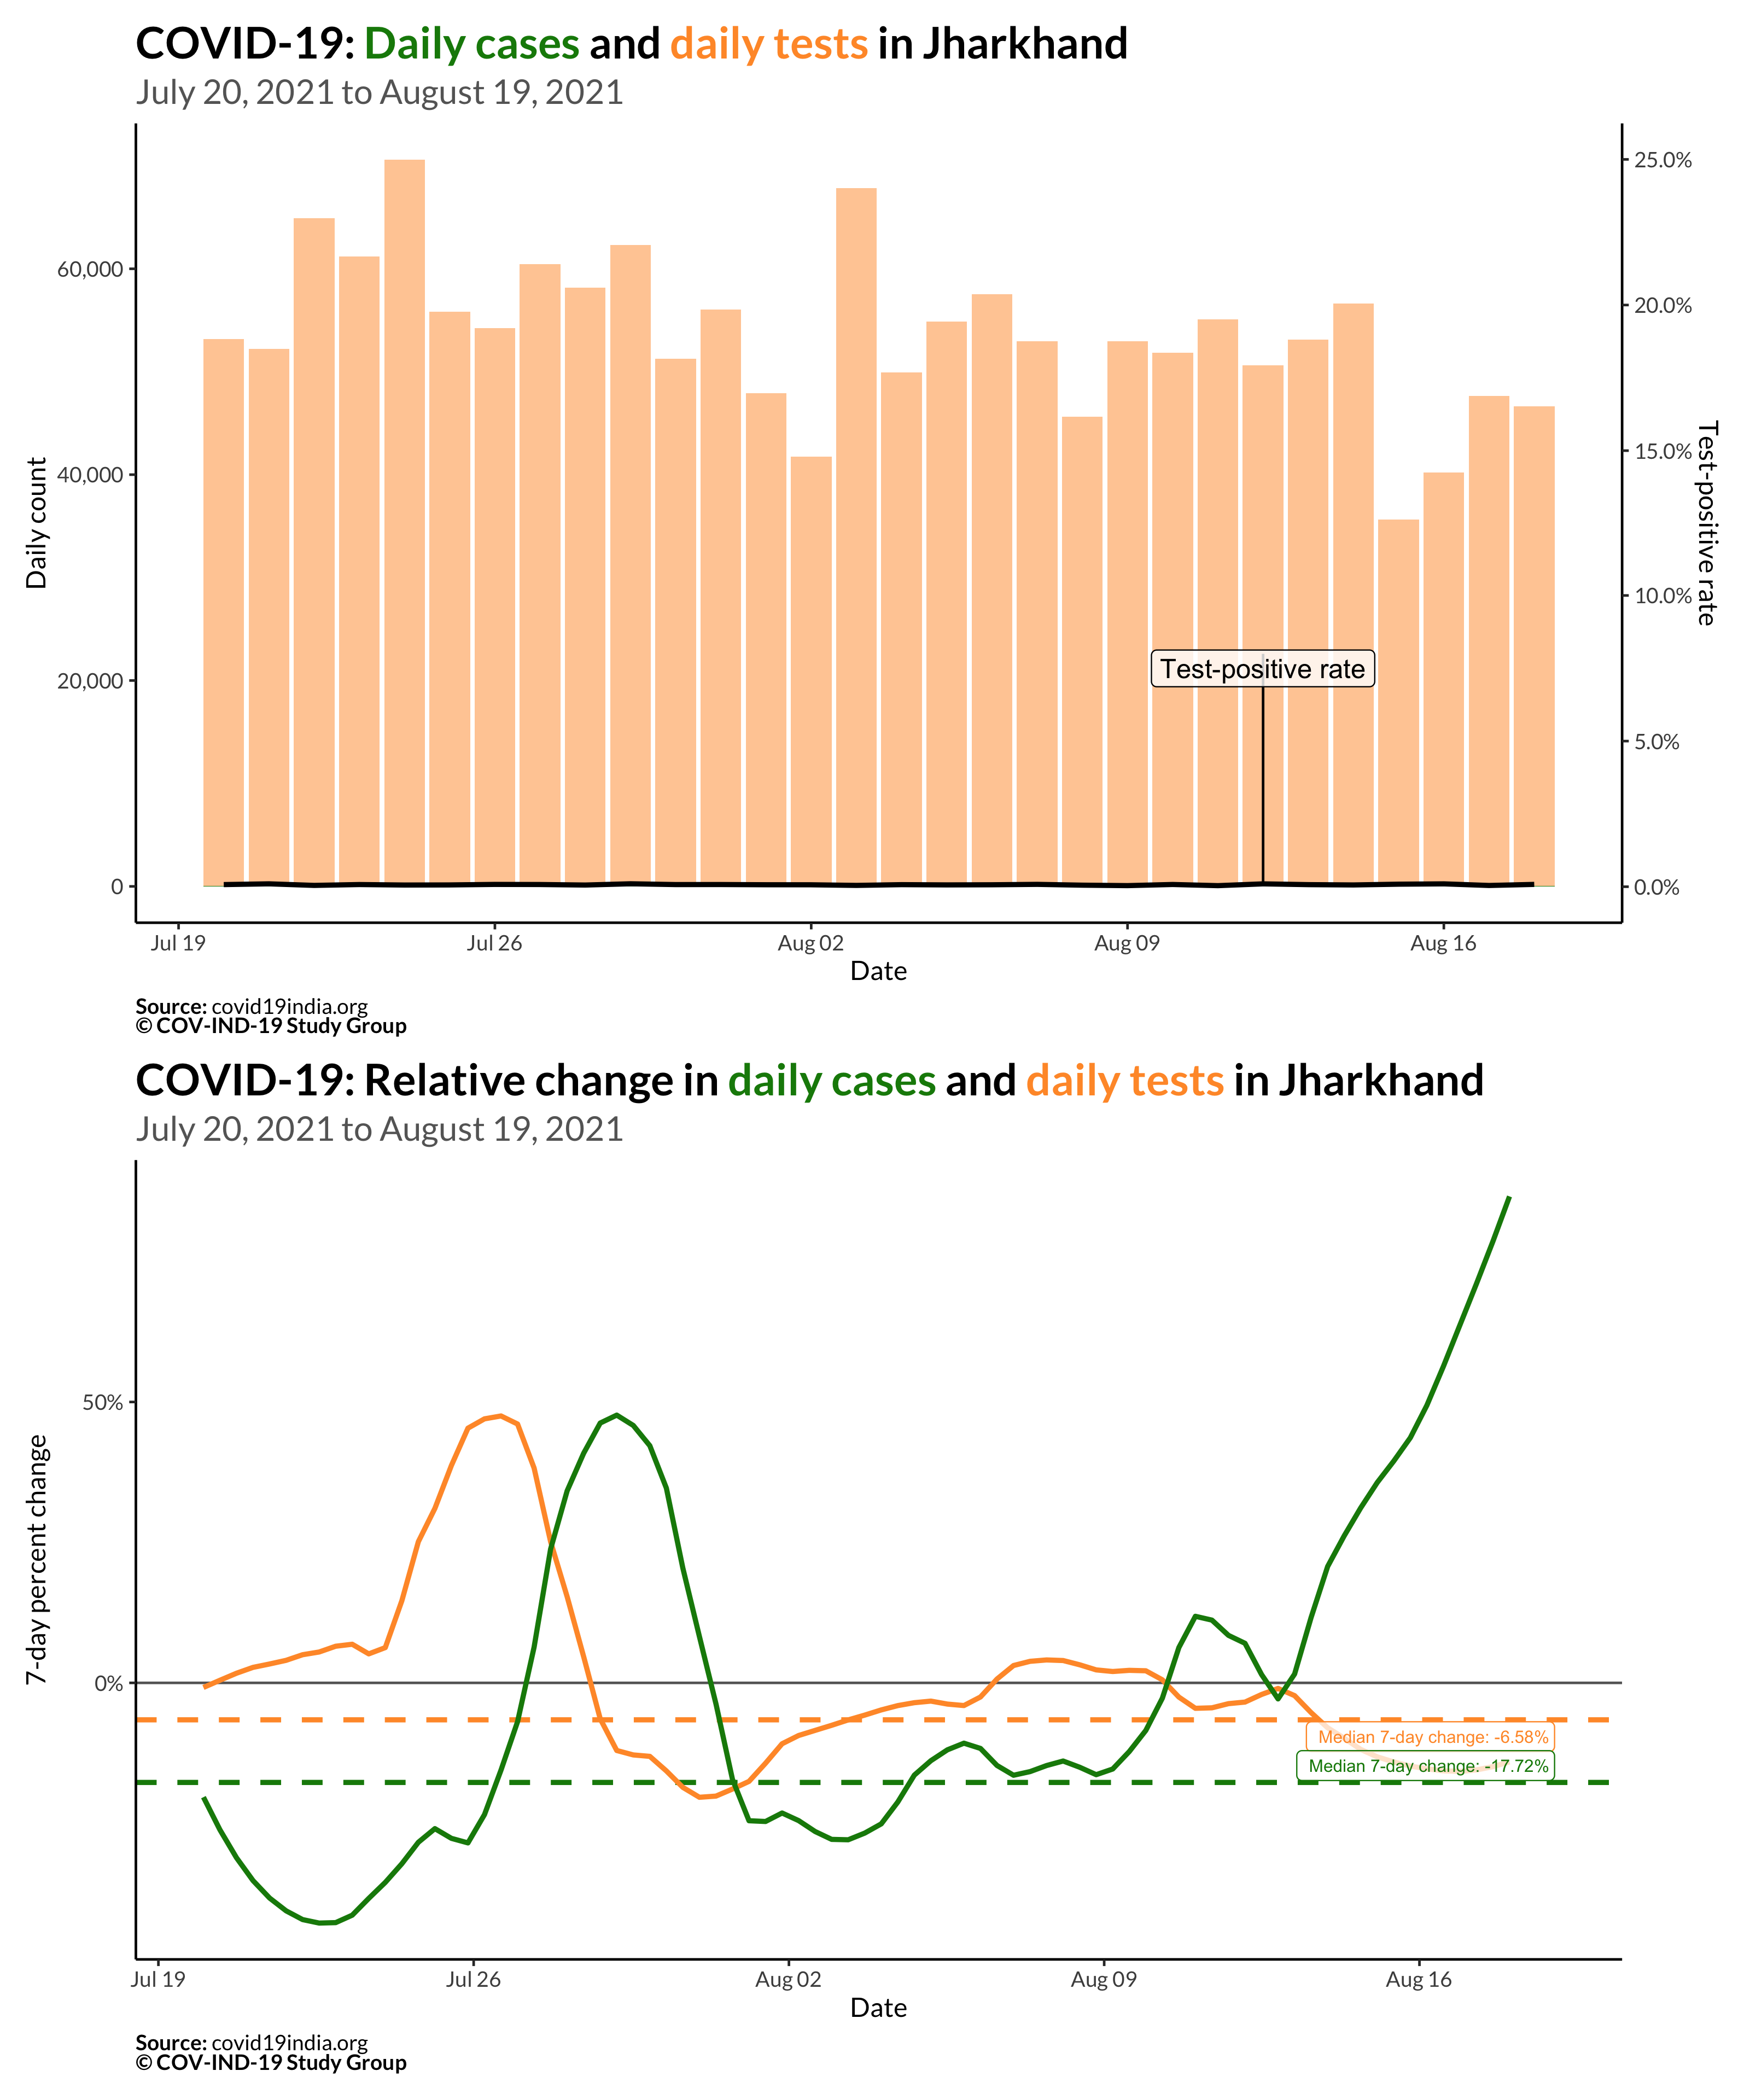 COVID-19: Daily cases and daily tests in Jharkhand
July 20, 2021 to August 19, 2021
Daily count
60,000
40,000
20,000
0
25.0%
20.0%
15.0%
10.0%
5.0%
0.0%
Test-positive rate
Test-positive rate
Jul 19
Jul 26
Aug 02
Aug 09
Aug 16
Date
Source: covid19india.org
© COV-IND-19 Study Group
COVID-19: Relative change in daily cases and daily tests in Jharkhand
July 20, 2021 to August 19, 2021
7-day percent change
50%
0%
Median 7-day change: -6.58%
Median 7-day change: -17.72%
Jul 19
Jul 26
Aug 02
Aug 09
Aug 16
Date
Source: covid19india.org
© COV-IND-19 Study Group